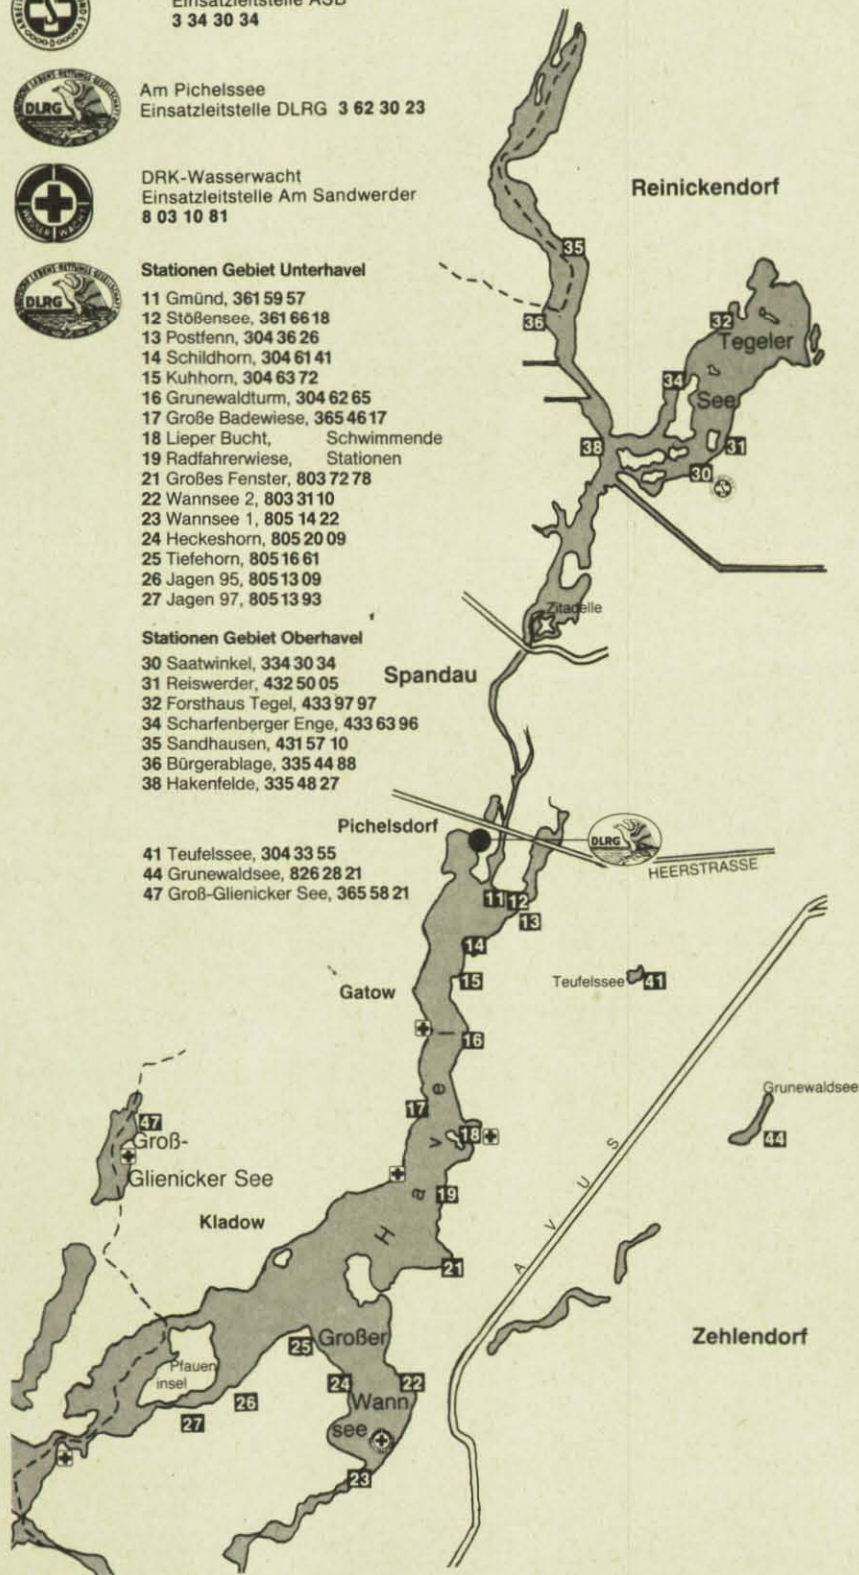 Einsatzleitstelle ASB
3 34 30 34
DLRG
Am Pichelssee
Einsatzleitstelle DLRG 3 62 30 23
WASSERWACHT
DRK-Wasserwacht
Einsatzleitstelle Am Sandwerder
8 03 10 81
DLRG
Stationen Gebiet Unterhavel
11 Gmünd, 361 59 57
12 Stößensee, 361 66 18
13 Postfenn, 304 36 26
14 Schildhorn, 304 61 41
15 Kuhhorn, 304 63 72
16 Grunewaldturm, 304 62 65
17 Große Badewiese, 365 46 17
18 Lieper Bucht, Schwimmende
19 Radfahrerwiese, Stationen
21 Großes Fenster, 803 72 78
22 Wannsee 2, 803 31 10
23 Wannsee 1, 805 14 22
24 Heckeshorn, 805 20 09
25 Tiefehorn, 805 16 61
26 Jagen 95, 805 13 09
27 Jagen 97, 805 13 93
Stationen Gebiet Oberhavel
30 Saatwinkel, 334 30 34
31 Reiswerder, 432 50 05
32 Forsthaus Tegel, 433 97 97
34 Scharfenberger Enge, 433 63 96
35 Sandhausen, 431 57 10
36 Bürgerablage, 335 44 88
38 Hakenfelde, 335 48 27
41 Teufelssee, 304 33 55
44 Grunewaldsee, 826 28 21
47 Groß-Glienicker See, 365 58 21
Reinickendorf
35
36
32
Tegeler
34
See
38
31
30
Zitadelle
Spandau
Pichelsdorf
DLRG
HEERSTRASSE
11
12
13
14
15
Teufelssee
41
Gatow
16
Grunewaldsee
44
17
18
47
Groß-
Glienicker See
19
Havel
Kladow
21
AVUS
Zehlendorf
Großer
25
Pfauen
insel
24
22
26
Wann
27
see
23